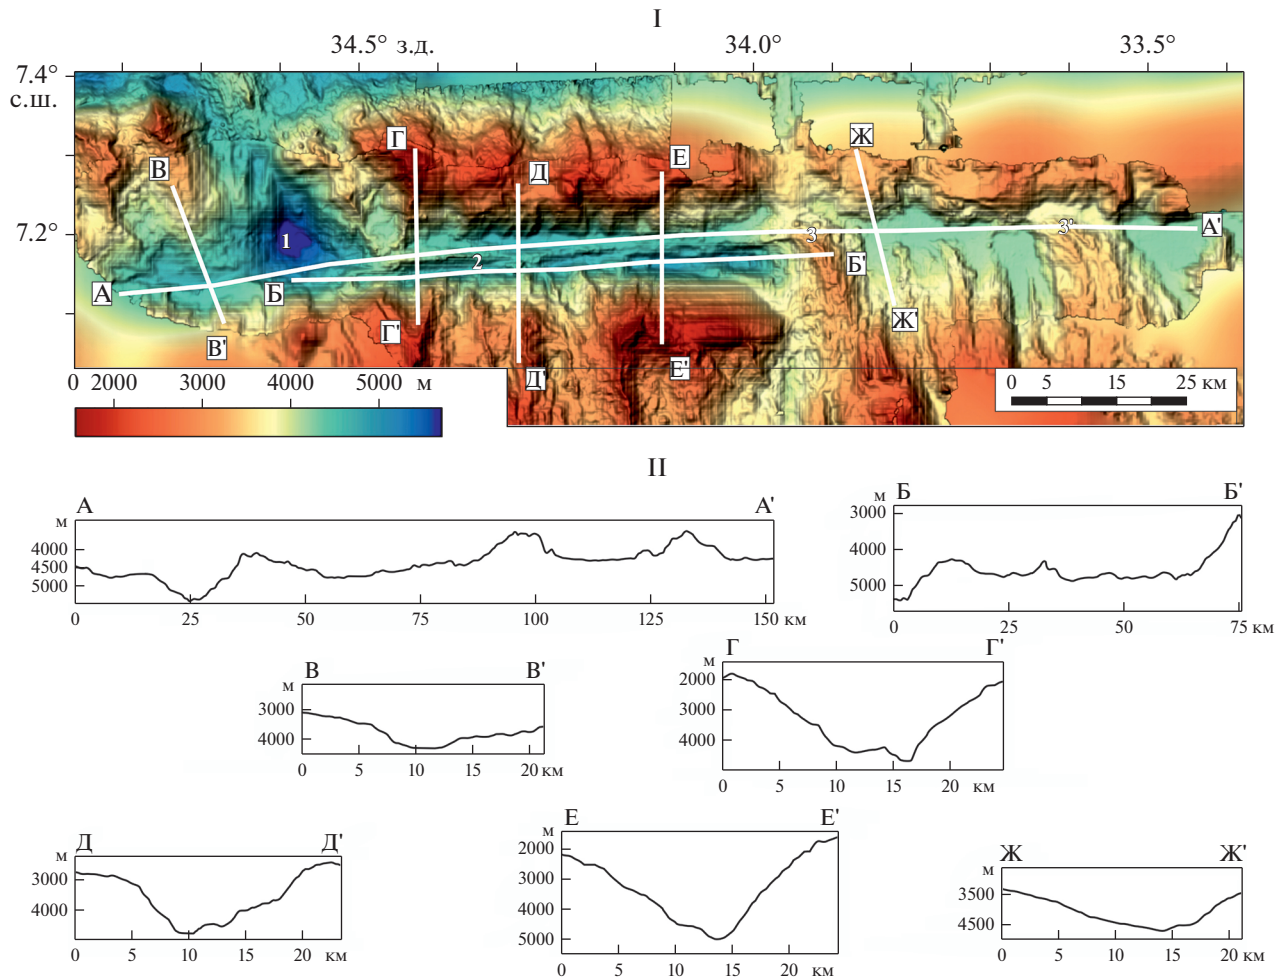 I
34.5° з.д. 34.0° 33.5°
7.4°
с.ш.
7.2°
В Г Д Е Ж
1 2 3 3'
А Б Б' А'
В' Г' Д' Е' Ж'
0 2000 3000 4000 5000 м
0 5 15 25 км
II
А А'
м
4000
4500
5000
0 25 50 75 100 125 150 км
Б Б'
м
3000
4000
5000
0 25 50 75 км
В В'
м
3000
4000
0 5 10 15 20 км
Г Г'
м
2000
3000
4000
0 5 10 15 20 км
Д Д'
м
3000
4000
0 5 10 15 20 км
Е Е'
м
2000
3000
4000
5000
0 5 10 15 20 км
Ж Ж'
м
3500
4500
0 5 10 15 20 км